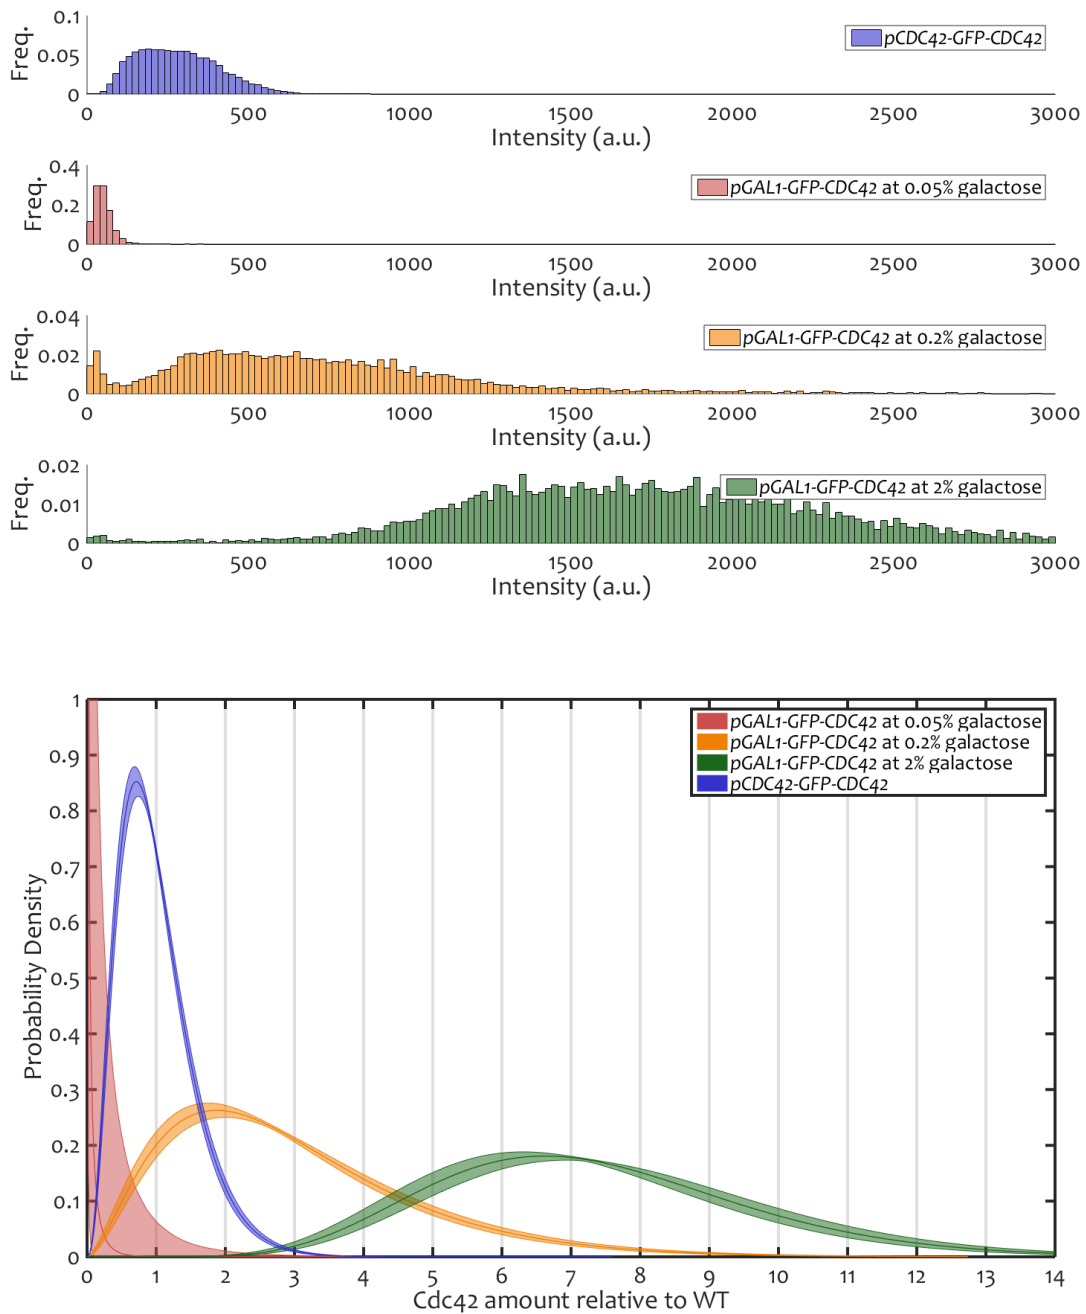 0.1
0.05
0
Freq.
pCDC42-GFP-CDC42
0 500 1000 1500 2000 2500 3000
Intensity (a.u.)
0.4
0.2
0
Freq.
pGAL1-GFP-CDC42 at 0.05% galactose
0 500 1000 1500 2000 2500 3000
Intensity (a.u.)
0.04
0.02
0
Freq.
pGAL1-GFP-CDC42 at 0.2% galactose
0 500 1000 1500 2000 2500 3000
Intensity (a.u.)
0.02
0.01
0
Freq.
pGAL1-GFP-CDC42 at 2% galactose
0 500 1000 1500 2000 2500 3000
Intensity (a.u.)
1
0.9
0.8
0.7
0.6
0.5
0.4
0.3
0.2
0.1
0
Probability Density
pGAL1-GFP-CDC42 at 0.05% galactose
pGAL1-GFP-CDC42 at 0.2% galactose
pGAL1-GFP-CDC42 at 2% galactose
pCDC42-GFP-CDC42
0 1 2 3 4 5 6 7 8 9 10 11 12 13 14
Cdc42 amount relative to WT